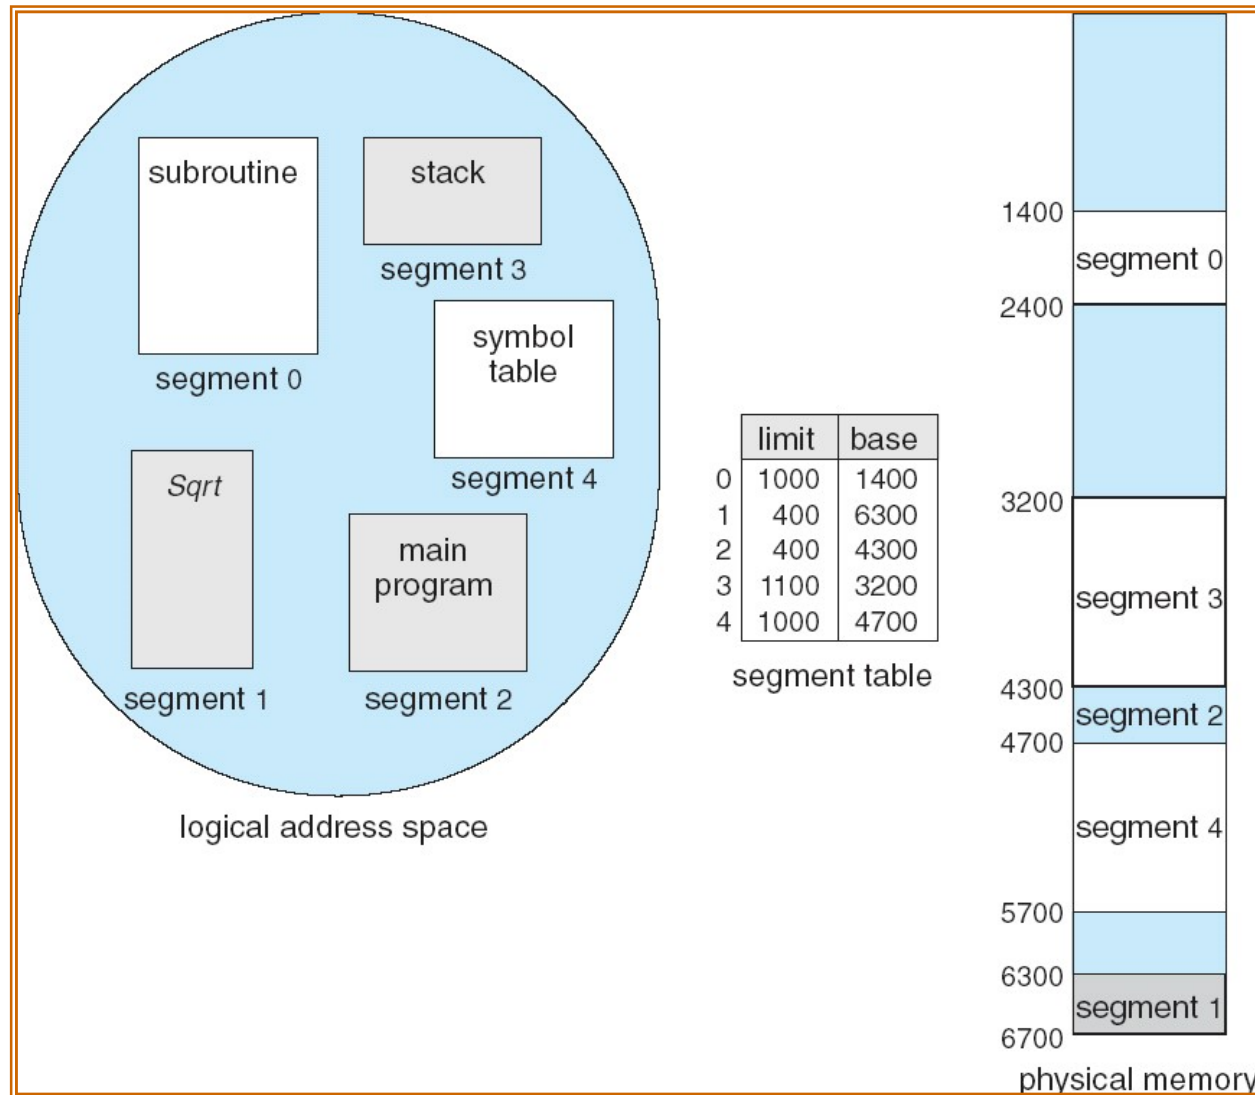 subroutine
segment 0
stack
segment 3
symbol
table
segment 4
Sqrt
segment 1
main
program
segment 2
logical address space
limit base
0 1000 1400
1 400 6300
2 400 4300
3 1100 3200
4 1000 4700
segment table
1400
segment 0
2400
3200
segment 3
4300
segment 2
4700
segment 4
5700
6300
segment 1
6700
physical memory